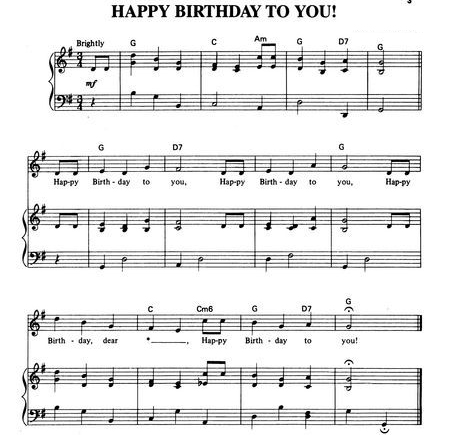 3
HAPPY BIRTHDAY TO YOU!
Brightly G C Am G D7 G
mf
G D7 G
Hap-py Birth - day to you, Hap-py Birth - day to you, Hap-py
C Cm6 G D7 G
Birth - day, dear *______, Hap-py Birth - day to you!